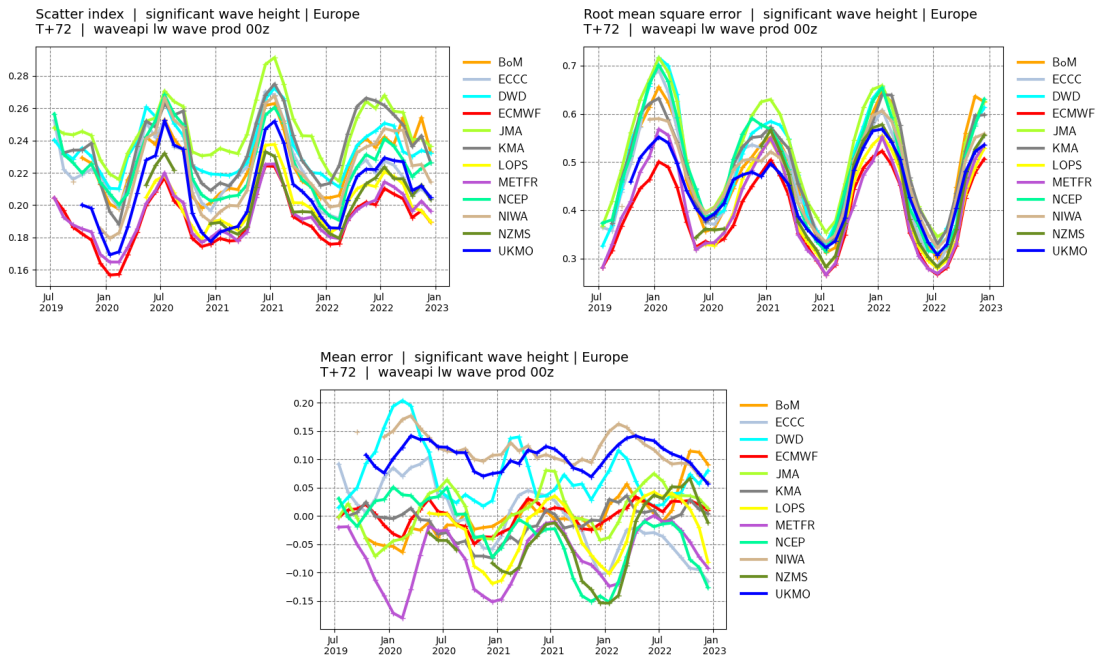 Scatter index | significant wave height | Europe
T+72 | waveapi lw wave prod 00z
0.28
0.26
0.24
0.22
0.20
0.18
0.16
Jul
2019
Jan
2020
Jul
2020
Jan
2021
Jul
2021
Jan
2022
Jul
2022
Jan
2023
BoM
ECCC
DWD
ECMWF
JMA
KMA
LOPS
METFR
NCEP
NIWA
NZMS
UKMO
Root mean square error | significant wave height | Europe
T+72 | waveapi lw wave prod 00z
0.7
0.6
0.5
0.4
0.3
Jul
2019
Jan
2020
Jul
2020
Jan
2021
Jul
2021
Jan
2022
Jul
2022
Jan
2023
BoM
ECCC
DWD
ECMWF
JMA
KMA
LOPS
METFR
NCEP
NIWA
NZMS
UKMO
Mean error | significant wave height | Europe
T+72 | waveapi lw wave prod 00z
0.20
0.15
0.10
0.05
0.00
−0.05
−0.10
−0.15
Jul
2019
Jan
2020
Jul
2020
Jan
2021
Jul
2021
Jan
2022
Jul
2022
Jan
2023
BoM
ECCC
DWD
ECMWF
JMA
KMA
LOPS
METFR
NCEP
NIWA
NZMS
UKMO